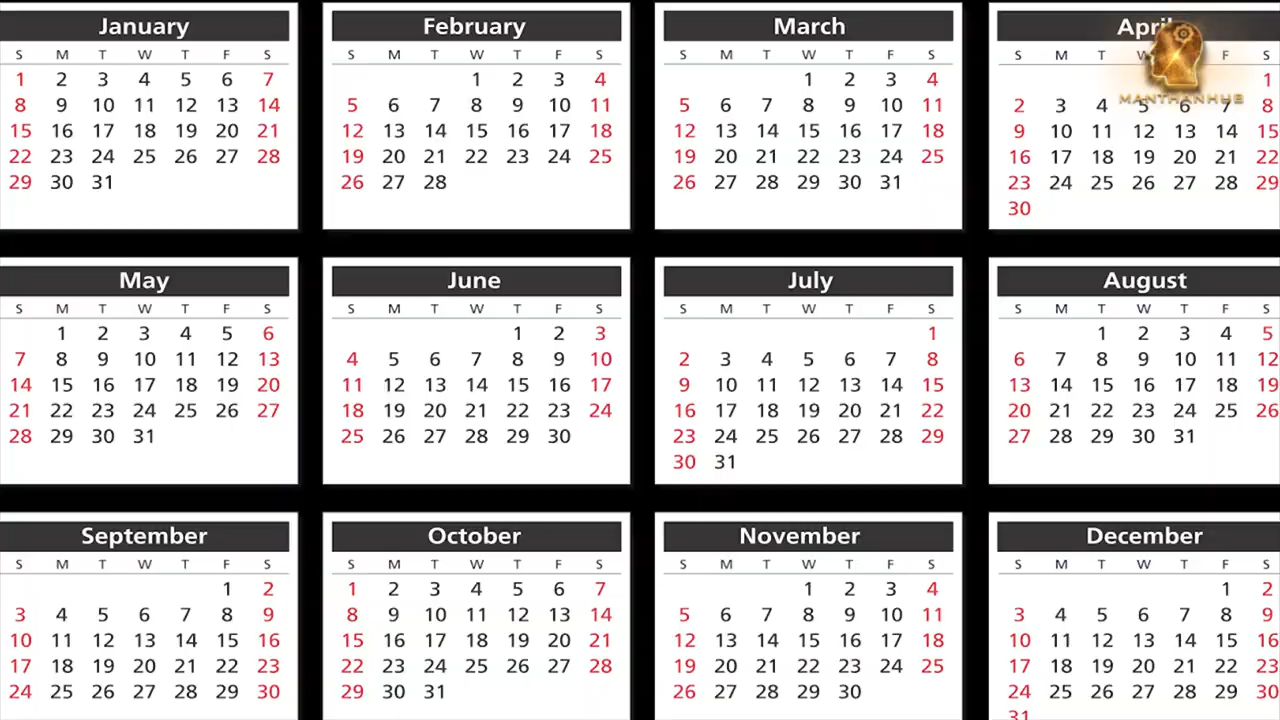 January
S M T W T F S
1 2 3 4 5 6 7
8 9 10 11 12 13 14
15 16 17 18 19 20 21
22 23 24 25 26 27 28
29 30 31
February
S M T W T F S
1 2 3 4
5 6 7 8 9 10 11
12 13 14 15 16 17 18
19 20 21 22 23 24 25
26 27 28
March
S M T W T F S
1 2 3 4
5 6 7 8 9 10 11
12 13 14 15 16 17 18
19 20 21 22 23 24 25
26 27 28 29 30 31
April
S M T W T F S
1
2 3 4 5 6 7 8
9 10 11 12 13 14 15
16 17 18 19 20 21 22
23 24 25 26 27 28 29
30
MANTHANHUB
May
S M T W T F S
1 2 3 4 5 6
7 8 9 10 11 12 13
14 15 16 17 18 19 20
21 22 23 24 25 26 27
28 29 30 31
June
S M T W T F S
1 2 3
4 5 6 7 8 9 10
11 12 13 14 15 16 17
18 19 20 21 22 23 24
25 26 27 28 29 30
July
S M T W T F S
1
2 3 4 5 6 7 8
9 10 11 12 13 14 15
16 17 18 19 20 21 22
23 24 25 26 27 28 29
30 31
August
S M T W T F S
1 2 3 4 5
6 7 8 9 10 11 12
13 14 15 16 17 18 19
20 21 22 23 24 25 26
27 28 29 30 31
September
S M T W T F S
1 2
3 4 5 6 7 8 9
10 11 12 13 14 15 16
17 18 19 20 21 22 23
24 25 26 27 28 29 30
October
S M T W T F S
1 2 3 4 5 6 7
8 9 10 11 12 13 14
15 16 17 18 19 20 21
22 23 24 25 26 27 28
29 30 31
November
S M T W T F S
1 2 3 4
5 6 7 8 9 10 11
12 13 14 15 16 17 18
19 20 21 22 23 24 25
26 27 28 29 30
December
S M T W T F S
1 2
3 4 5 6 7 8 9
10 11 12 13 14 15 16
17 18 19 20 21 22 23
24 25 26 27 28 29 30
31